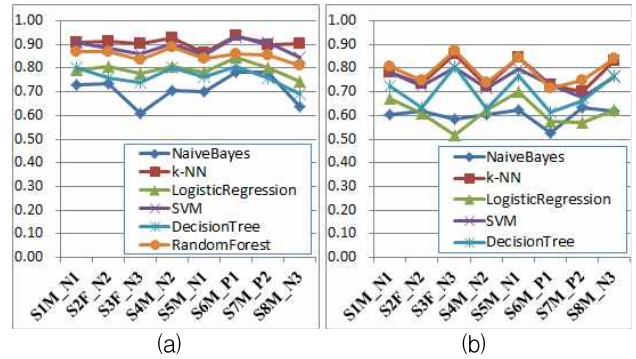 1.00
0.90
0.80
0.70
0.60
0.50
0.40
0.30
0.20
0.10
0.00
NaiveBayes
k-NN
LogisticRegression
SVM
DecisionTree
RandomForest
S1M_N1
S2F_N2
S3F_N3
S4M_N2
S5M_N1
S6M_P1
S7M_P2
S8M_N3
(a)
1.00
0.90
0.80
0.70
0.60
0.50
0.40
0.30
0.20
0.10
0.00
NaiveBayes
k-NN
LogisticRegression
SVM
DecisionTree
S1M_N1
S2F_N2
S3F_N3
S4M_N2
S5M_N1
S6M_P1
S7M_P2
S8M_N3
(b)